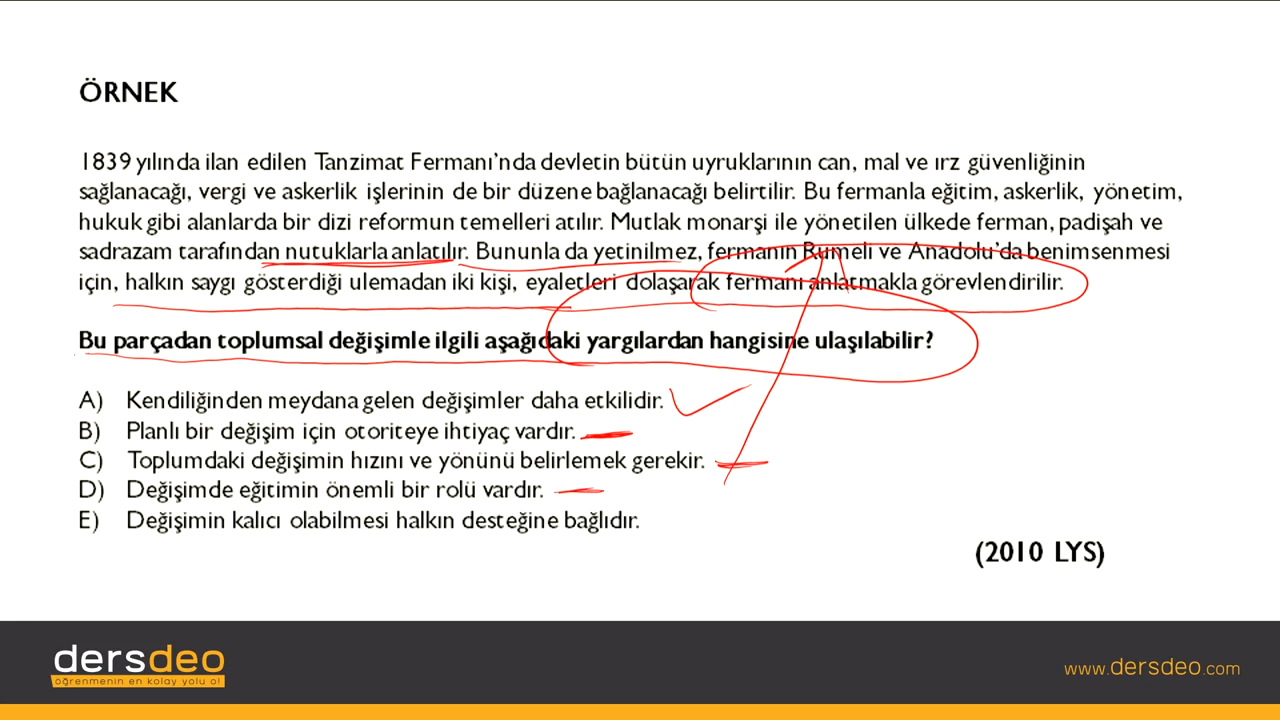 ÖRNEK
1839 yılında ilan edilen Tanzimat Fermanı'nda devletin bütün uyruklarının can, mal ve ırz güvenliğinin
sağlanacağı, vergi ve askerlik işlerinin de bir düzene bağlanacağı belirtilir. Bu fermanla eğitim, askerlik, yönetim,
hukuk gibi alanlarda bir dizi reformun temelleri atılır. Mutlak monarşi ile yönetilen ülkede ferman, padişah ve
sadrazam tarafından nutuklarla anlatılır. Bununla da yetinilmez, fermanın Rumeli ve Anadolu'da benimsenmesi
için, halkın saygı gösterdiği ulemadan iki kişi, eyaletleri dolaşarak fermanı anlatmakla görevlendirilir.
Bu parçadan toplumsal değişimle ilgili aşağıdaki yargılardan hangisine ulaşılabilir?
A) Kendiliğinden meydana gelen değişimler daha etkilidir.
B) Planlı bir değişim için otoriteye ihtiyaç vardır.
C) Toplumdaki değişimin hızını ve yönünü belirlemek gerekir.
D) Değişimde eğitimin önemli bir rolü vardır.
E) Değişimin kalıcı olabilmesi halkın desteğine bağlıdır.
(2010 LYS)
dersdeo
öğrenmenin en kolay yolu o!
www.dersdeo.com